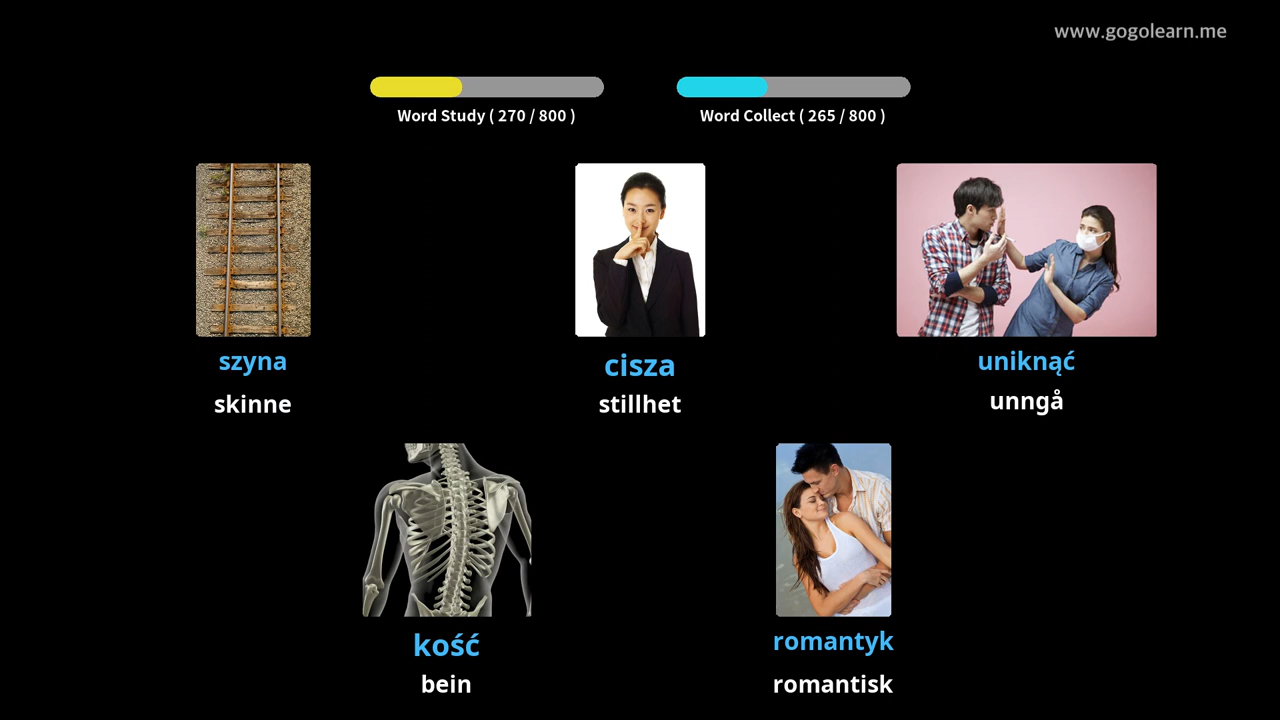 www.gogolearn.me
Word Study ( 270 / 800 )
Word Collect ( 265 / 800 )
szyna
skinne
cisza
stillhet
uniknąć
unngå
kość
bein
romantyk
romantisk